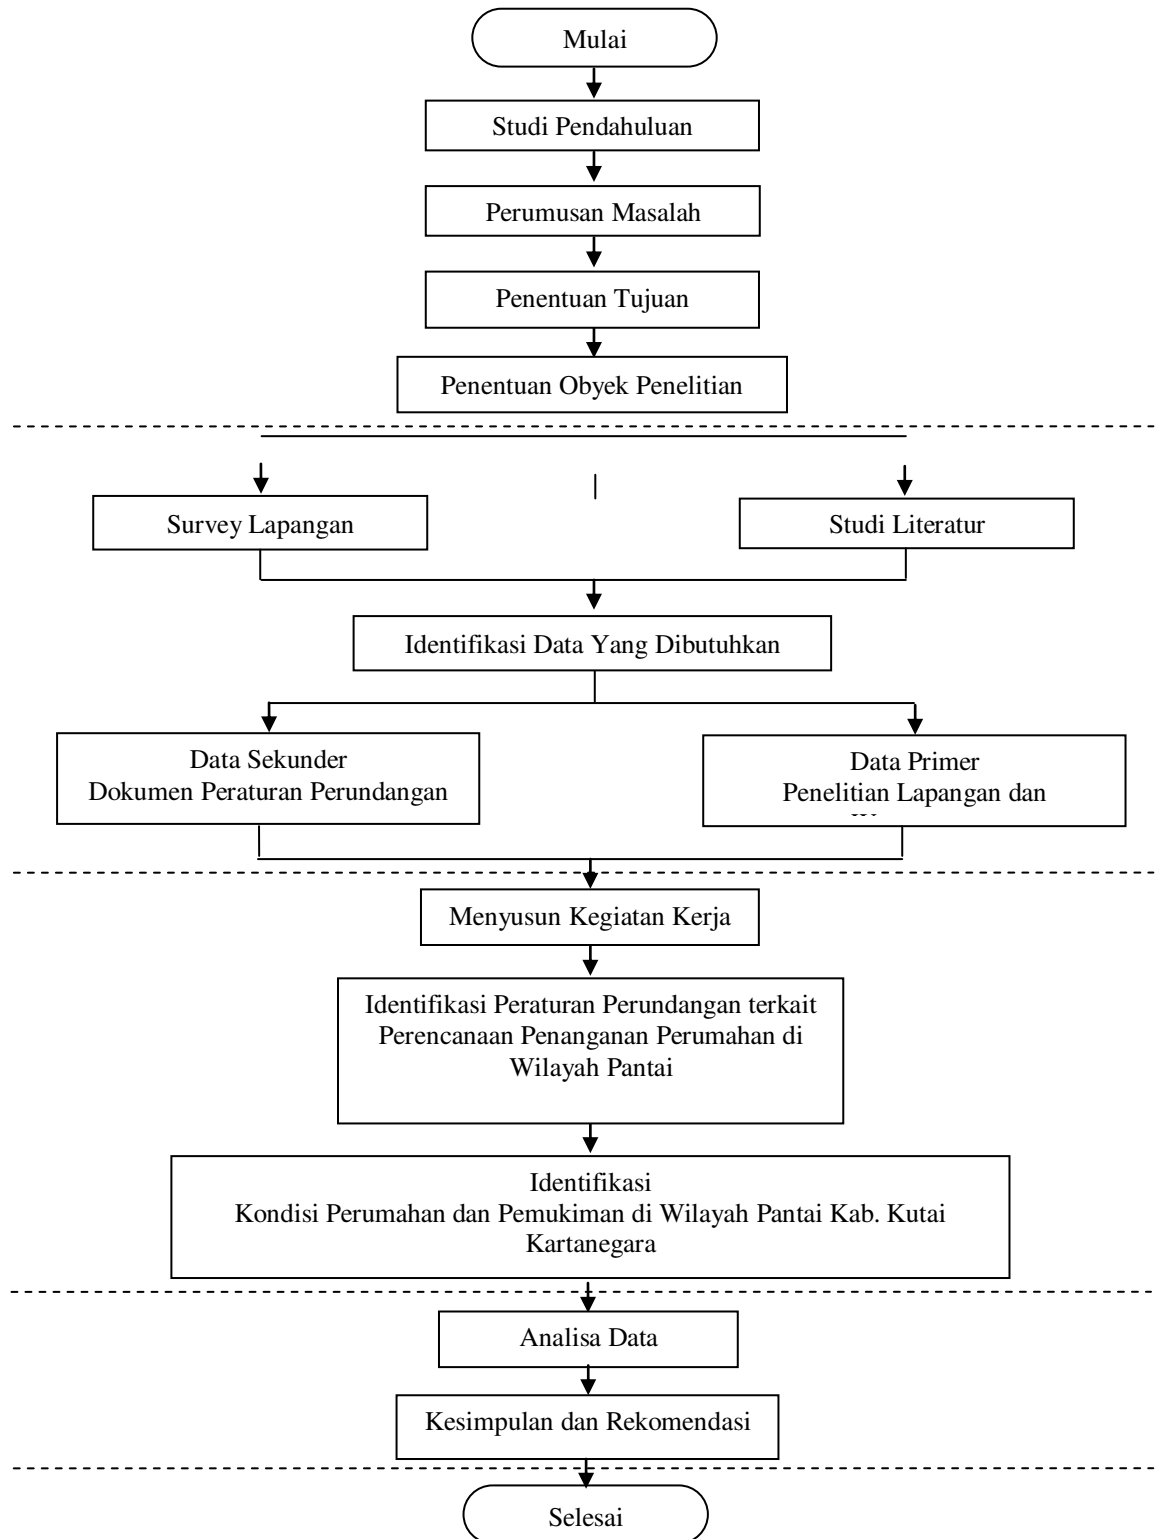 Mulai
Studi Pendahuluan
Perumusan Masalah
Penentuan Tujuan
Penentuan Obyek Penelitian
Survey Lapangan
Studi Literatur
Identifikasi Data Yang Dibutuhkan
Data Sekunder
Dokumen Peraturan Perundangan
Data Primer
Penelitian Lapangan dan
Menyusun Kegiatan Kerja
Identifikasi Peraturan Perundangan terkait
Perencanaan Penanganan Perumahan di
Wilayah Pantai
Identifikasi
Kondisi Perumahan dan Pemukiman di Wilayah Pantai Kab. Kutai
Kartanegara
Analisa Data
Kesimpulan dan Rekomendasi
Selesai